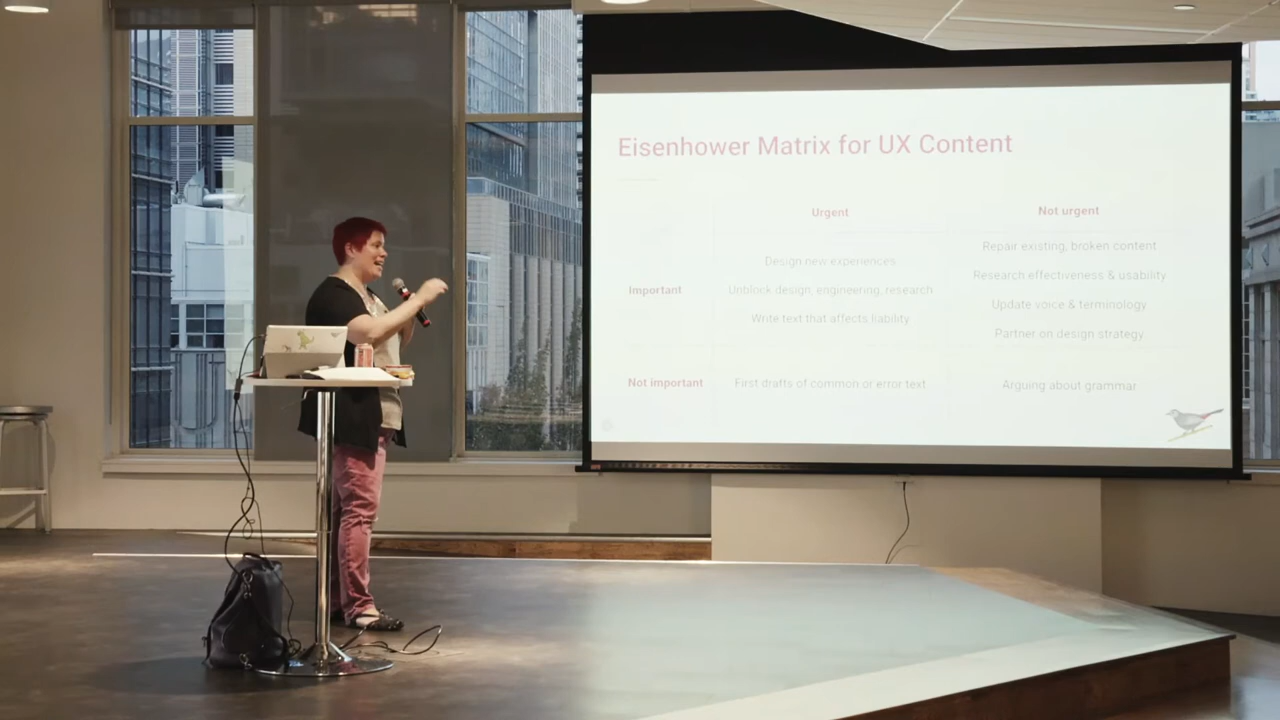 Eisenhower Matrix for UX Content
Urgent
Not urgent
Important
Design new experiences
Unblock design, engineering, research
Write text that affects liability
Repair existing, broken content
Research effectiveness & usability
Update voice & terminology
Partner on design strategy
Not important
First drafts of common or error text
Arguing about grammar